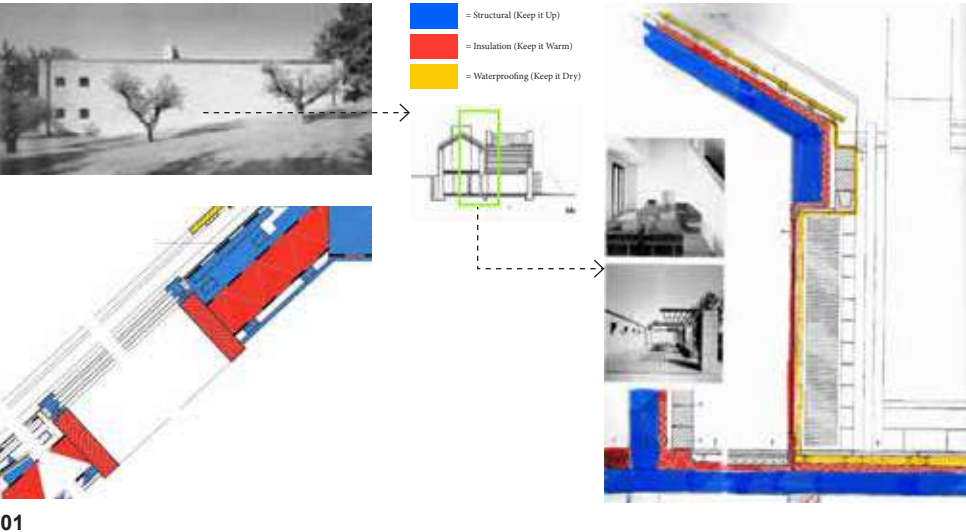 = Structural (Keep it Up)
= Insulation (Keep it Warm)
= Waterproofing (Keep it Dry)
01